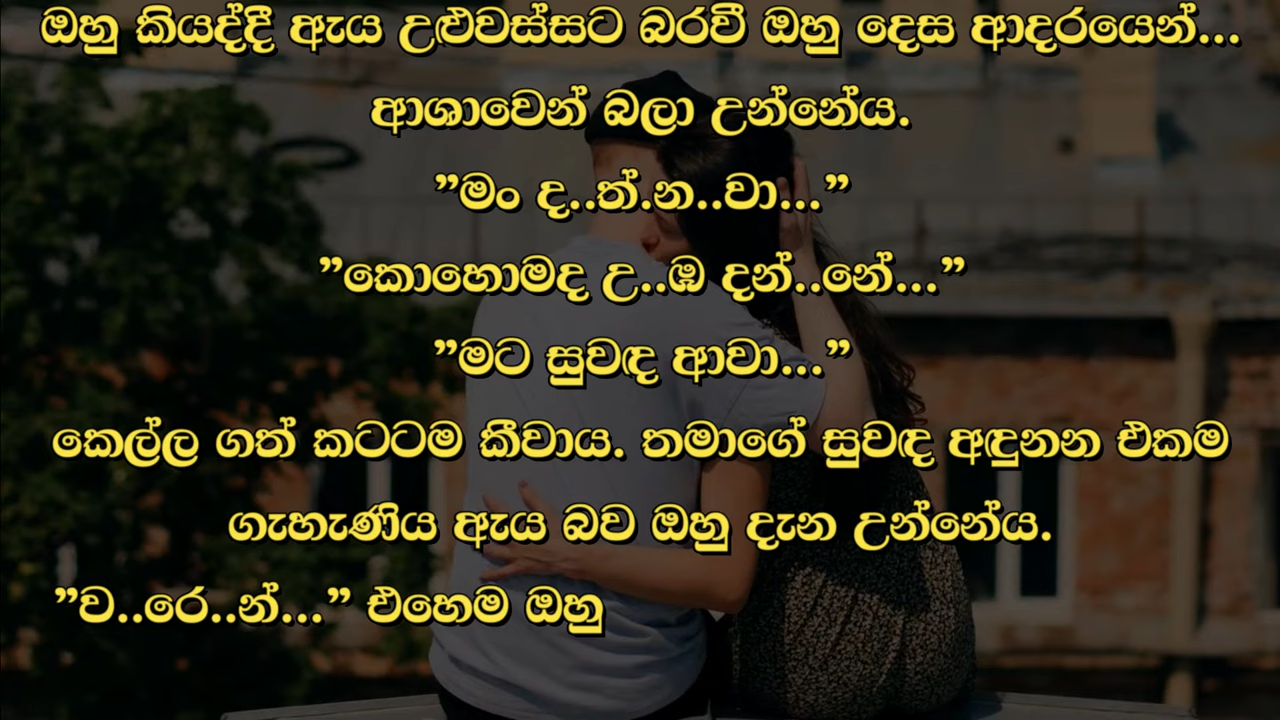 ඔහු කියද්දී ඇය උළුවස්සට බරවී ඔහු දෙස ආදරයෙන්...
ආශාවෙන් බලා උන්නේය.
”මං ද..ත්.න..වා...”
”කොහොමද උ..ඹ දන්..නේ...”
”මට සුවඳ ආවා...”
කෙල්ල ගත් කටටම කීවාය. තමාගේ සුවඳ අඳුනන එකම
ගැහැණිය ඇය බව ඔහු දැන උන්නේය.
”ව..රෙ..න්...” එහෙම ඔහු